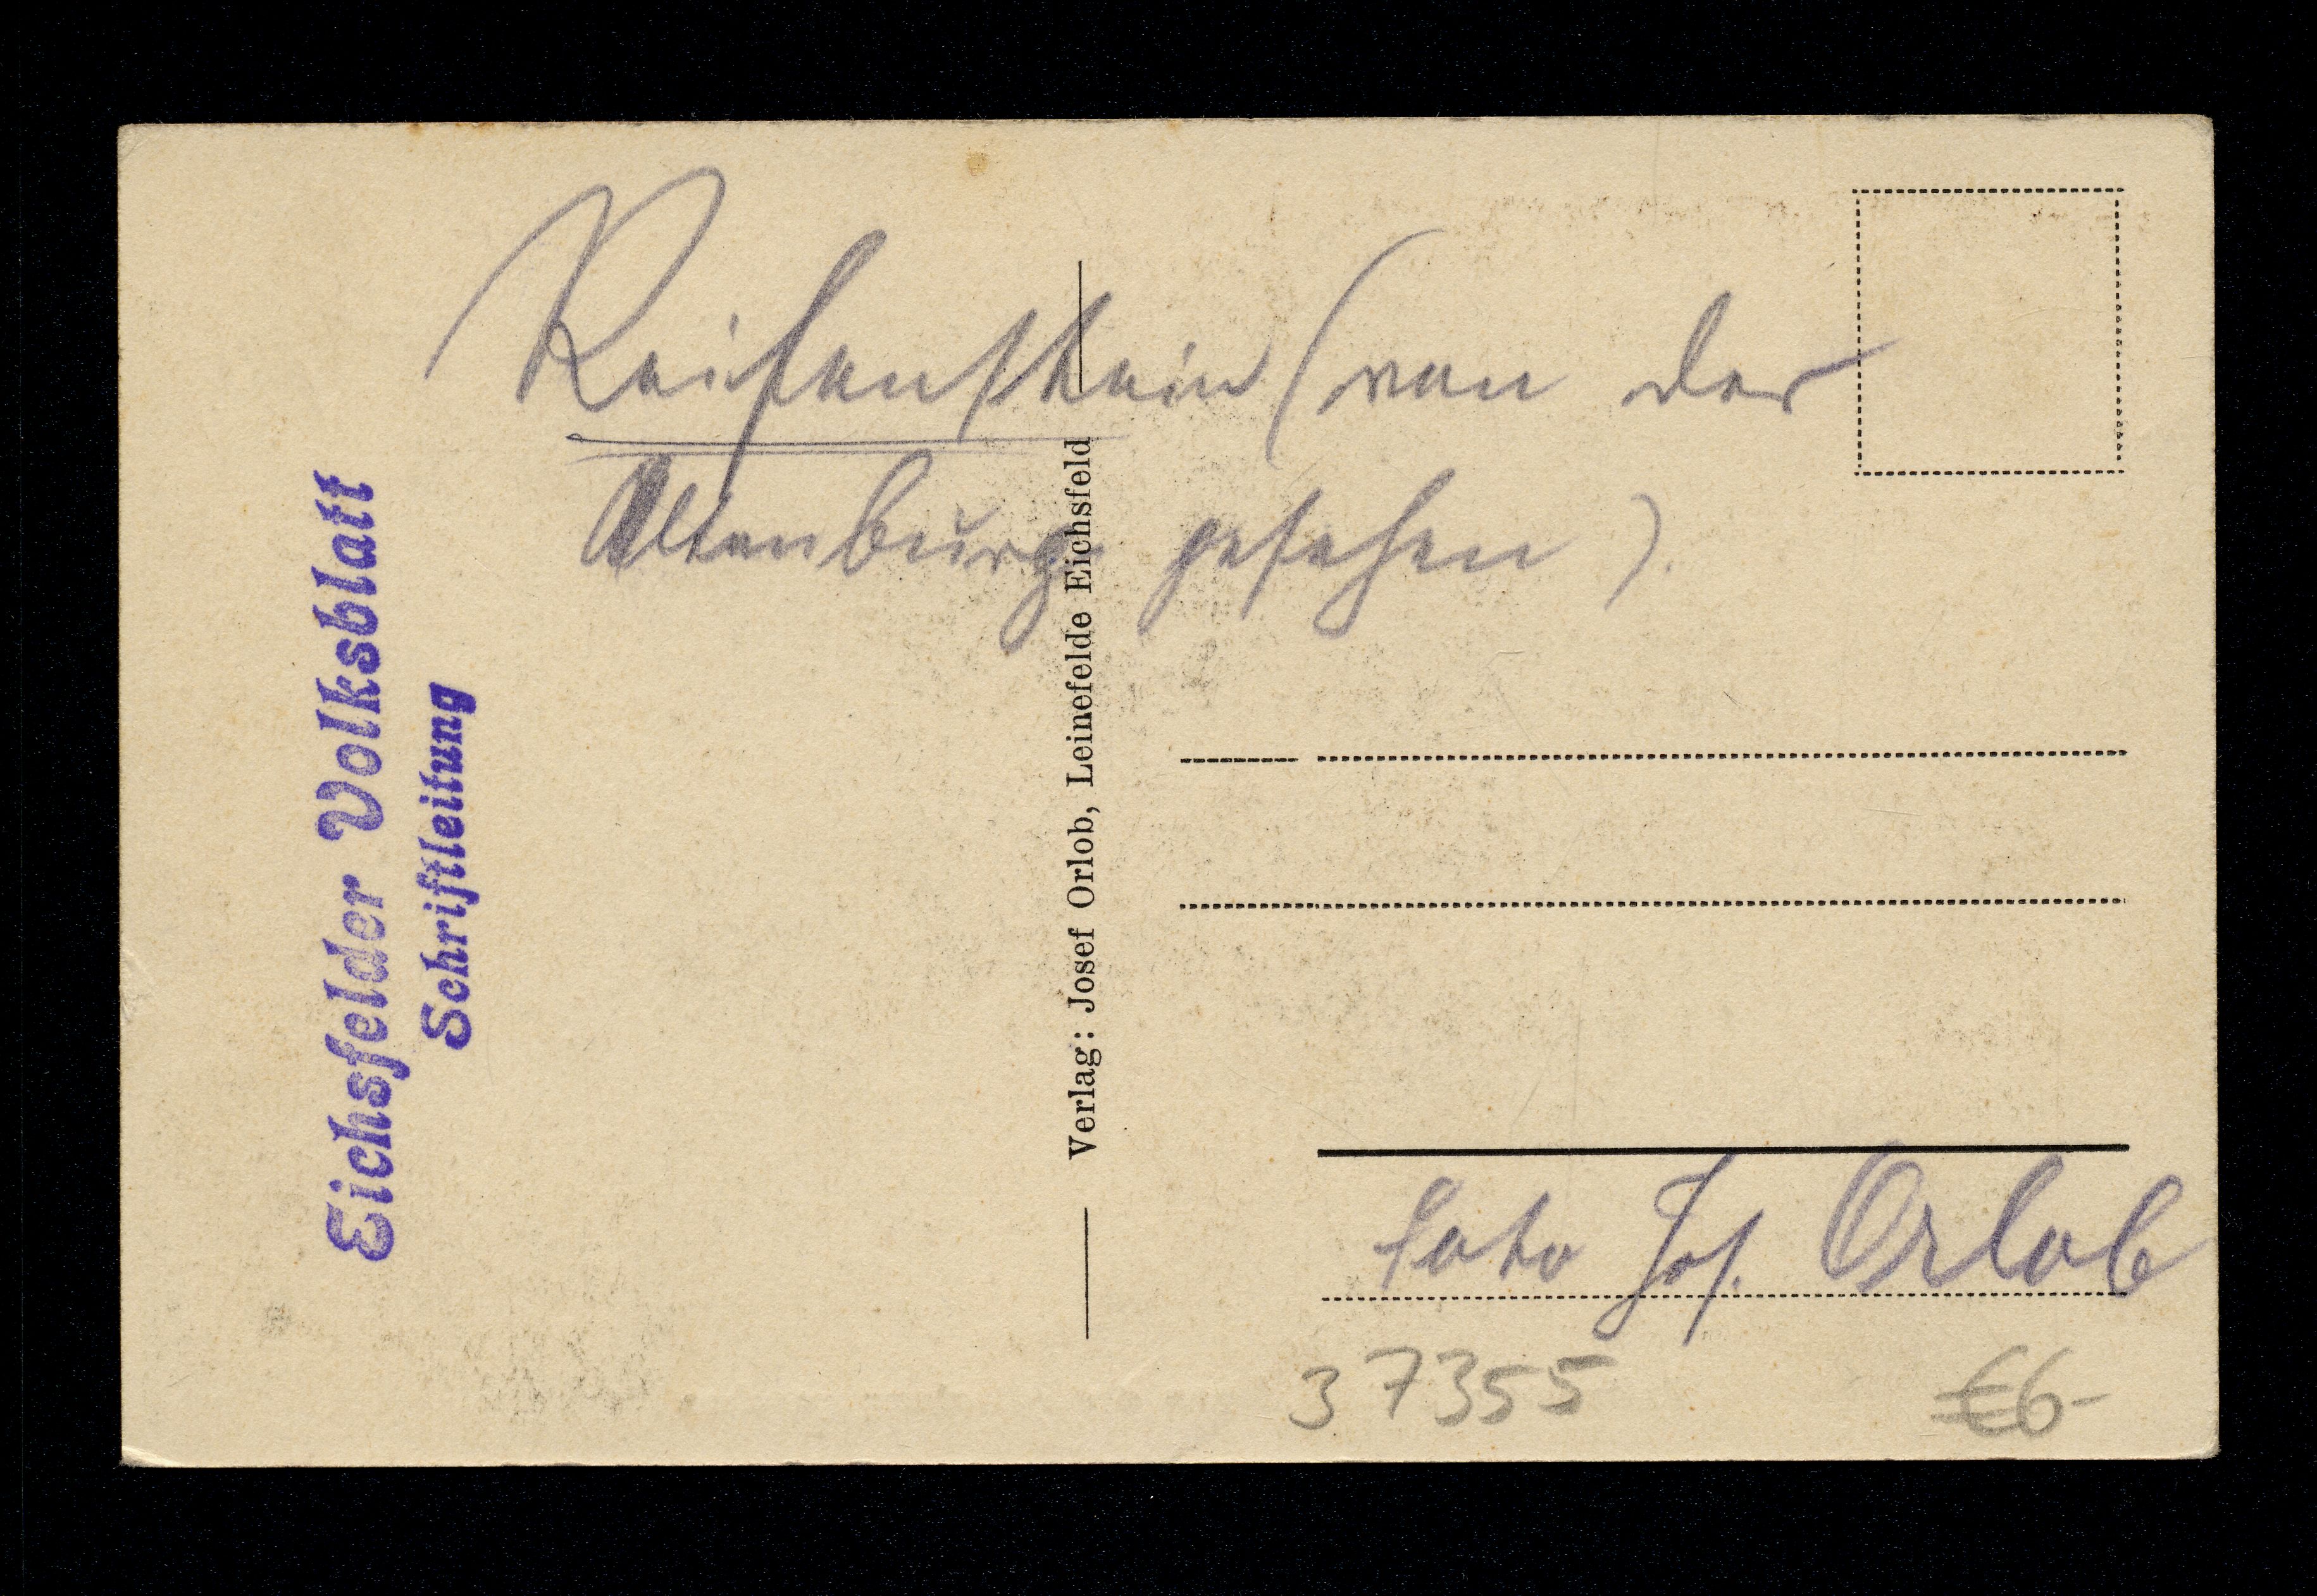 Reifenstein (von der
Altenburg gesehen).
Eichsfelder Volksblatt
Schriftleitung
Verlag: Josef Orlob, Leinefelde Eichsfeld
Foto Jos. Orlob
37355
€6-